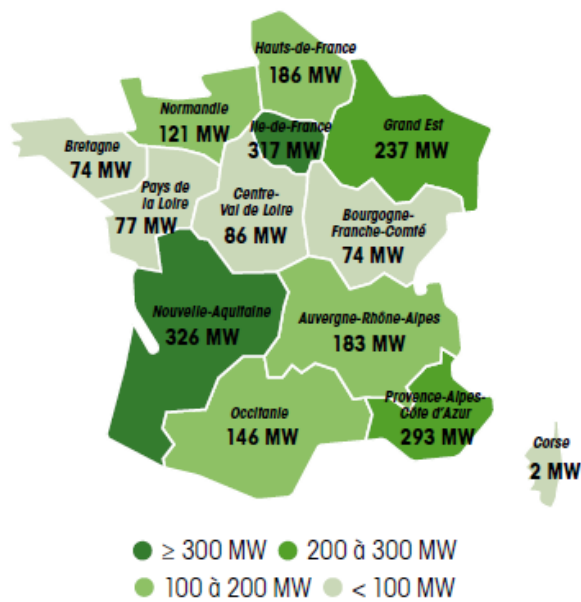 Hauts-de-France
186 MW
Normandie
121 MW
Ile-de-France
317 MW
Grand Est
237 MW
Bretagne
74 MW
Pays de
la Loire
77 MW
Centre-
Val de Loire
86 MW
Bourgogne-
Franche-Comté
74 MW
Nouvelle-Aquitaine
326 MW
Auvergne-Rhône-Alpes
183 MW
Occitanie
146 MW
Provence-Alpes-
Côte d'Azur
293 MW
Corse
2 MW
≥ 300 MW
200 à 300 MW
100 à 200 MW
< 100 MW